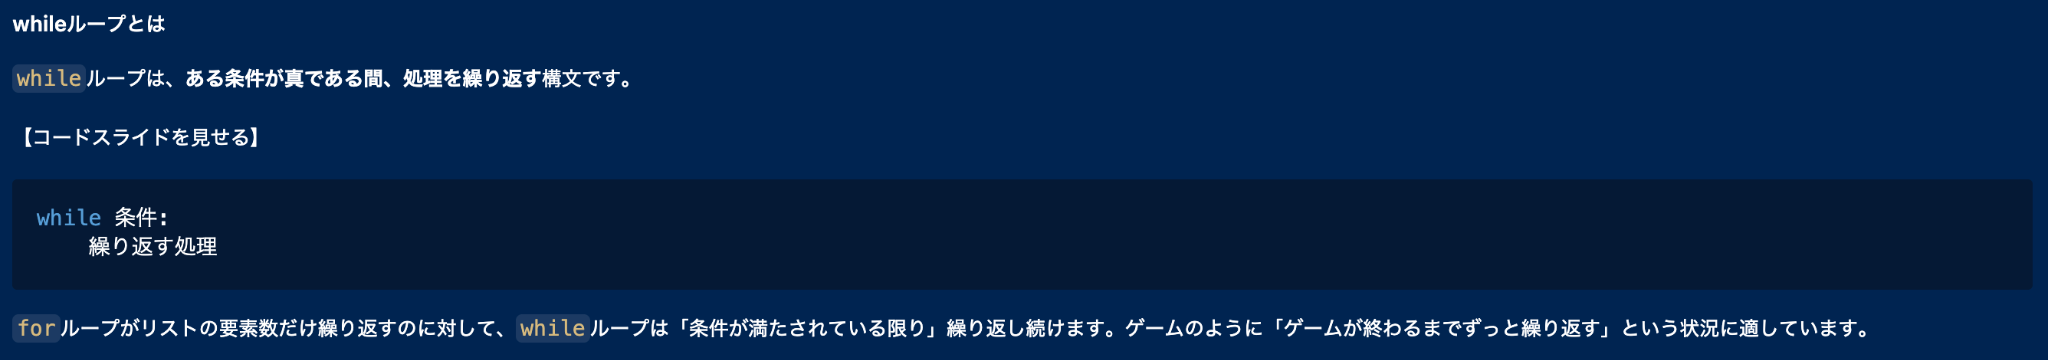 whileループとは
whileループは、ある条件が真である間、処理を繰り返す構文です。
【コードスライドを見せる】
while 条件:
    繰り返す処理
forループがリストの要素数だけ繰り返すのに対して、whileループは「条件が満たされている限り」繰り返し続けます。ゲームのように「ゲームが終わるまでずっと繰り返す」という状況に適しています。